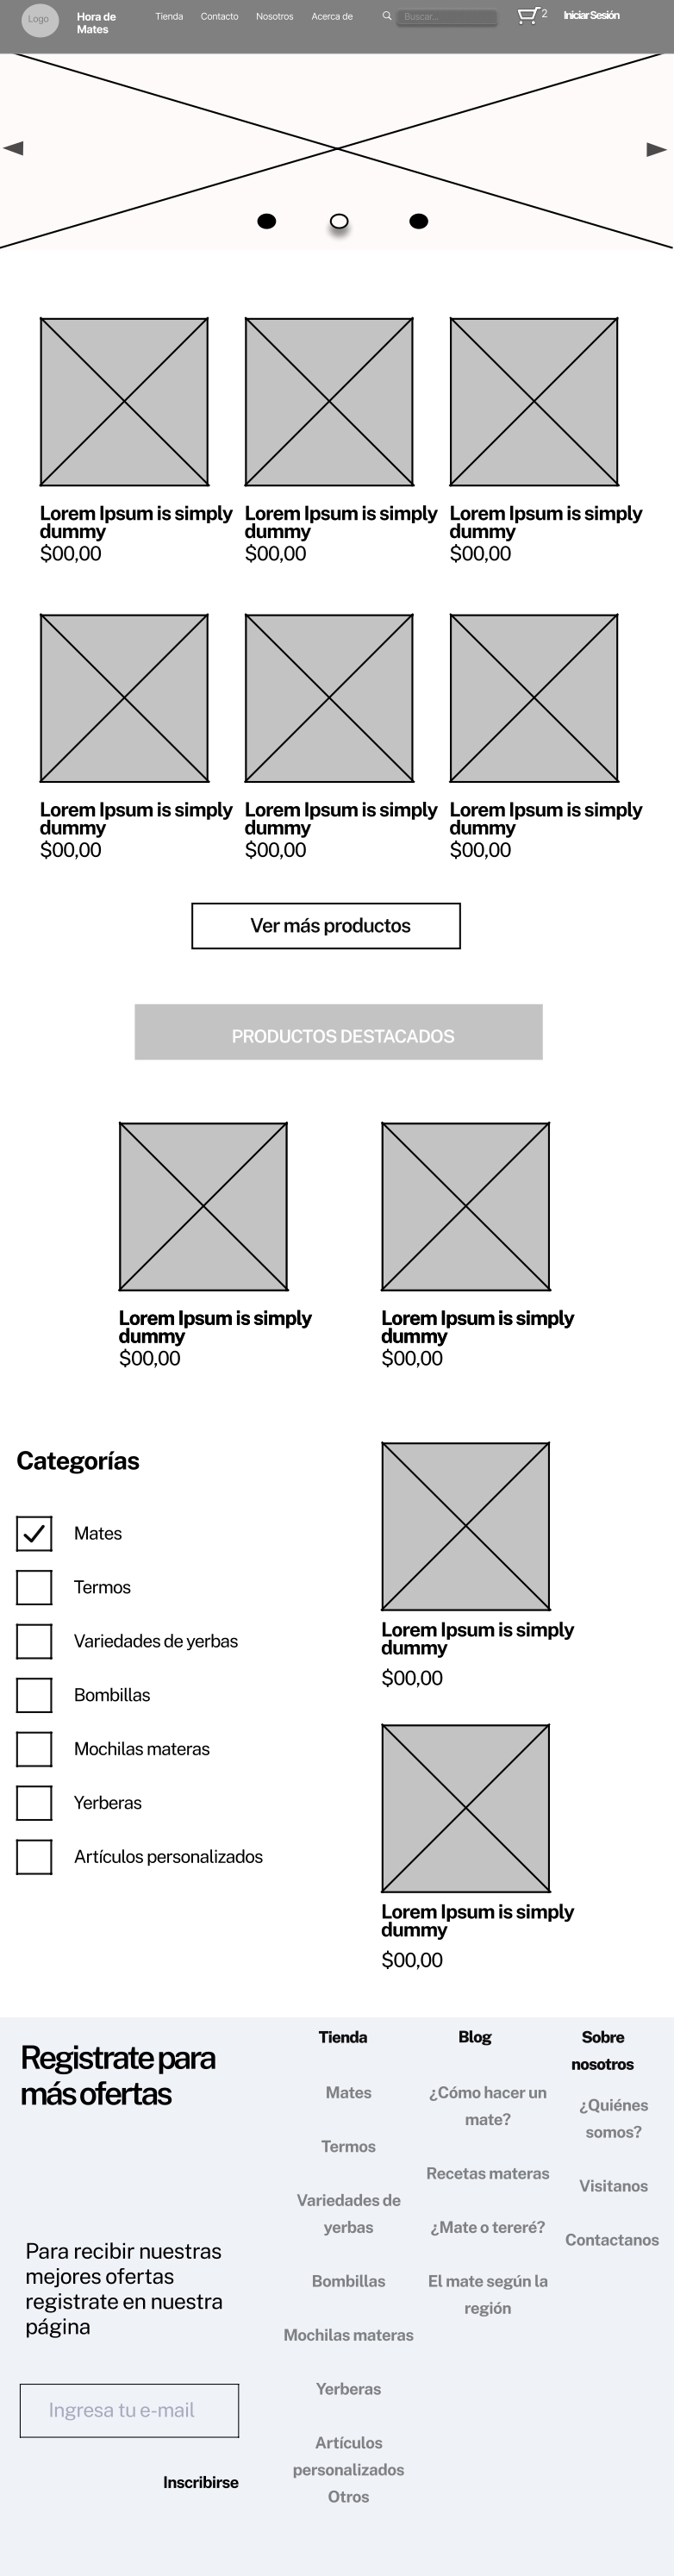 Logo
Hora de
Mates
Tienda
Contacto
Nosotros
Acerca de
Buscar...
2
Iniciar Sesión
Lorem Ipsum is simply
dummy
$00,00
Lorem Ipsum is simply
dummy
$00,00
Lorem Ipsum is simply
dummy
$00,00
Lorem Ipsum is simply
dummy
$00,00
Lorem Ipsum is simply
dummy
$00,00
Lorem Ipsum is simply
dummy
$00,00
Ver más productos
PRODUCTOS DESTACADOS
Lorem Ipsum is simply
dummy
$00,00
Lorem Ipsum is simply
dummy
$00,00
Categorías
Mates
Termos
Variedades de yerbas
Bombillas
Mochilas materas
Yerberas
Artículos personalizados
Lorem Ipsum is simply
dummy
$00,00
Lorem Ipsum is simply
dummy
$00,00
Registrate para
más ofertas
Para recibir nuestras
mejores ofertas
registrate en nuestra
página
Ingresa tu e-mail
Inscribirse
Tienda
Mates
Termos
Variedades de
yerbas
Bombillas
Mochilas materas
Yerberas
Artículos
personalizados
Otros
Blog
¿Cómo hacer un
mate?
Recetas materas
¿Mate o tereré?
El mate según la
región
Sobre
nosotros
¿Quiénes
somos?
Visitanos
Contactanos